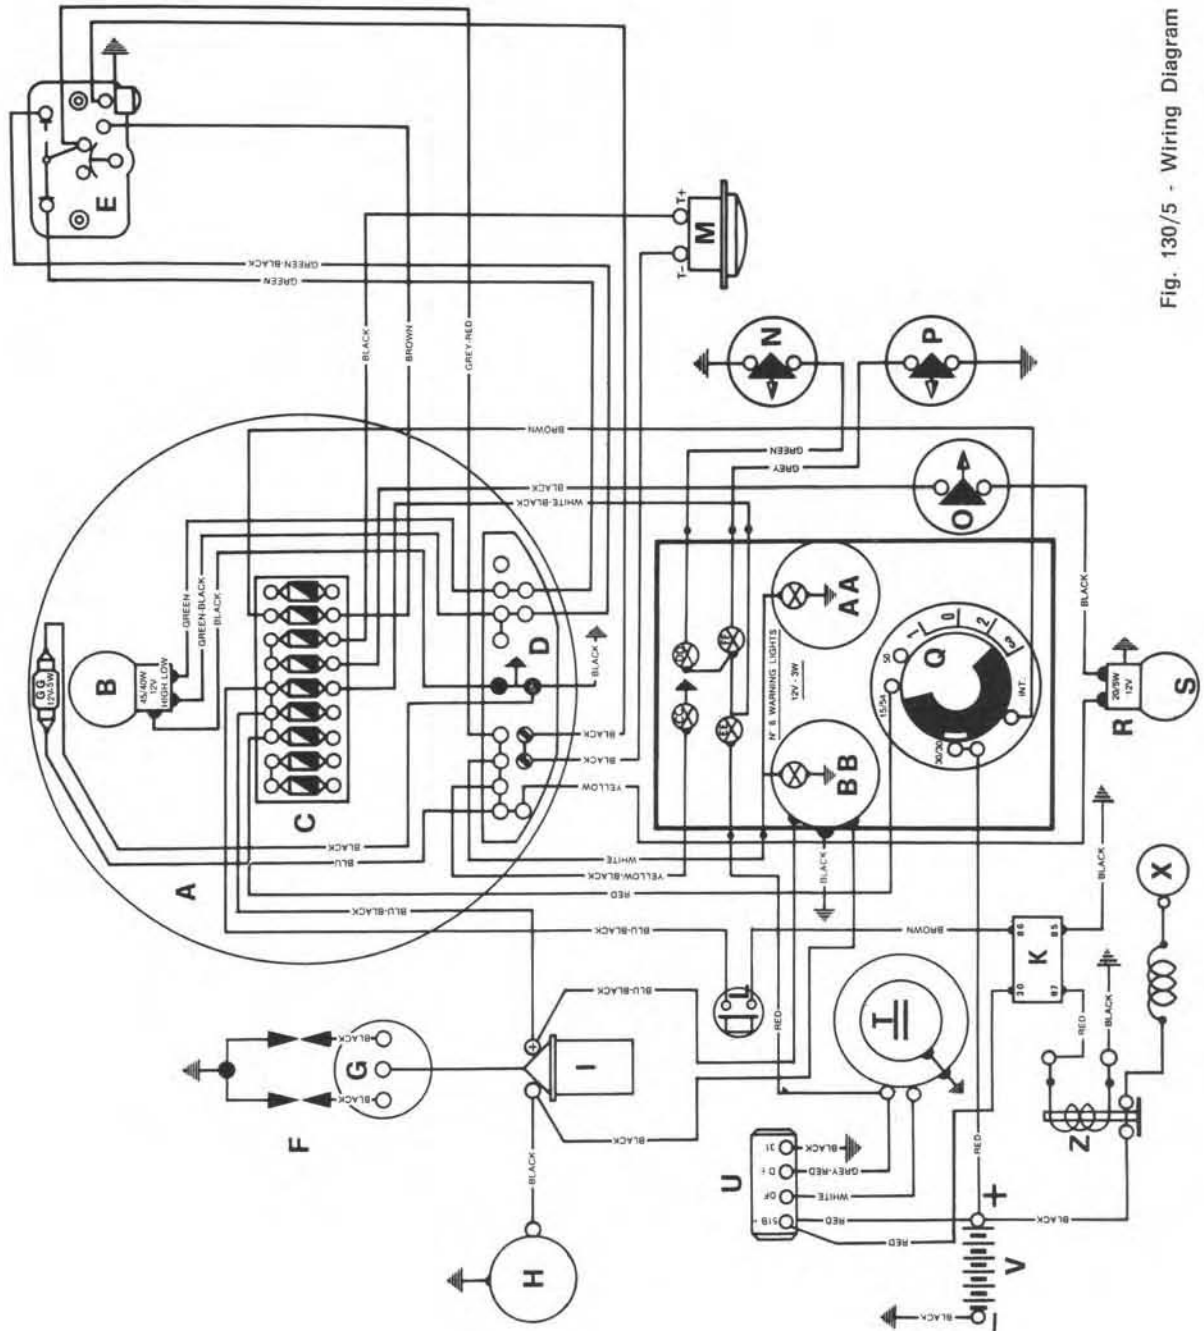 Fig. 130/5 - Wiring Diagram
E
GREEN-BLACK
GREEN
BLACK
BROWN
GREY-RED
T+
T-
M
A
GG
12V-5W
B
45/40W
12V
HIGH LOW
GREEN
GREEN-BLACK
BLACK
C
BROWN
BLACK
WHITE-BLACK
D
BLACK
BLACK
BLACK
YELLOW
BLACK
BLU
WHITE
YELLOW-BLACK
RED
BLU-BLACK
BLU-BLACK
GREEN
GREY
N
P
O
N° 6 WARNING LIGHTS
12V - 3W
AA
BB
Q
50
1
0
2
3
15/54
30/30
INT.
BLACK
BLACK
R
20/5W
12V
S
F
BLACK
BLACK
G
I
+
BLU-BLACK
BLACK
BLACK
H
L
BROWN
BLACK
K
86
85
30
87
RED
BLACK
X
Z
T
RED
U
31
D+
DF
51B+
BLACK
GREY-RED
WHITE
RED
RED
RED
BLACK
V
+
-
BLACK